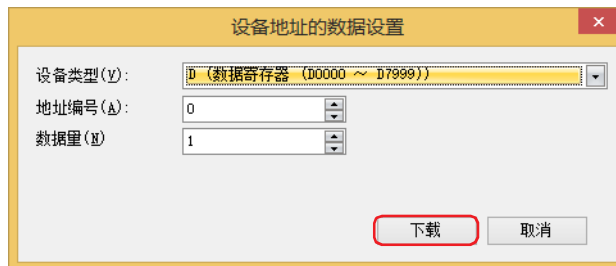 设备地址的数据设置
设备类型(V): D (数据寄存器 (D0000 ～ D7999))
地址编号(A): 0
数据量(N) 1
下载 取消